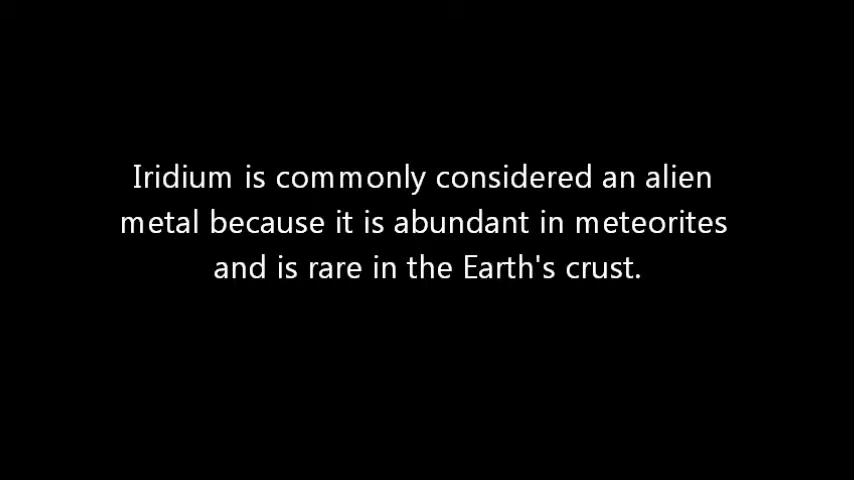 Iridium is commonly considered an alien
metal because it is abundant in meteorites
and is rare in the Earth's crust.